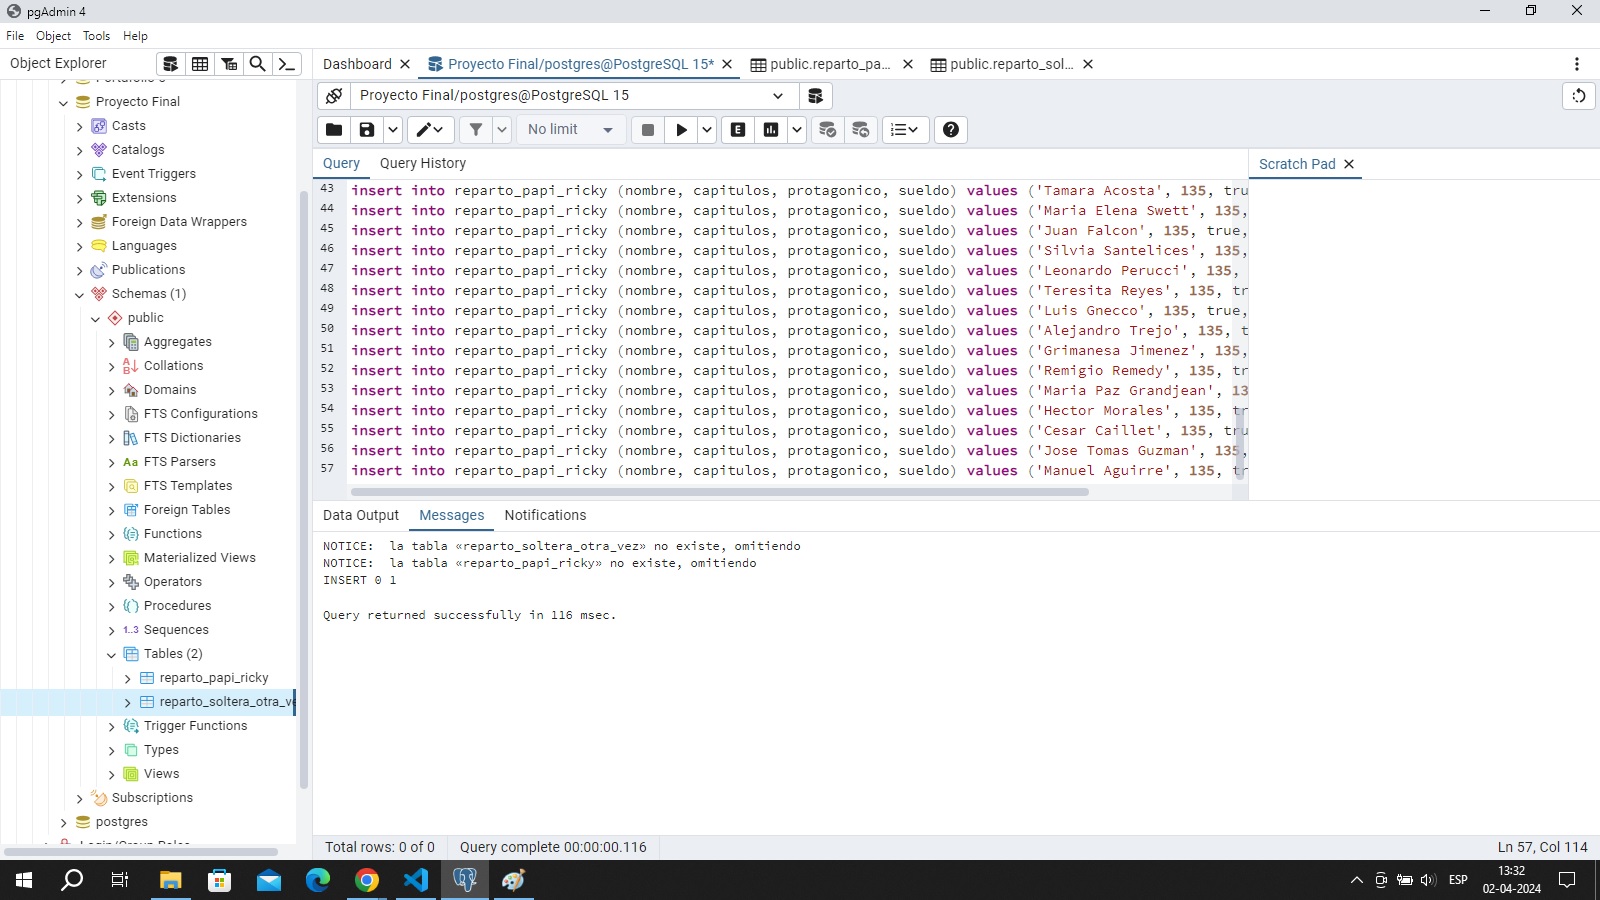 pgAdmin 4
File Object Tools Help
Object Explorer
Dashboard
Proyecto Final/postgres@PostgreSQL 15*
public.reparto_pa...
public.reparto_sol...
Proyecto Final/postgres@PostgreSQL 15
No limit
Query
Query History
Scratch Pad
Proyecto Final
Casts
Catalogs
Event Triggers
Extensions
Foreign Data Wrappers
Languages
Publications
Schemas (1)
public
Aggregates
Collations
Domains
FTS Configurations
FTS Dictionaries
Aa FTS Parsers
FTS Templates
Foreign Tables
Functions
Materialized Views
Operators
Procedures
1..3 Sequences
Tables (2)
reparto_papi_ricky
reparto_soltera_otra_ve
Trigger Functions
Types
Views
Subscriptions
postgres
43 insert into reparto_papi_ricky (nombre, capitulos, protagonico, sueldo) values ('Tamara Acosta', 135, tru
44 insert into reparto_papi_ricky (nombre, capitulos, protagonico, sueldo) values ('Maria Elena Swett', 135,
45 insert into reparto_papi_ricky (nombre, capitulos, protagonico, sueldo) values ('Juan Falcon', 135, true,
46 insert into reparto_papi_ricky (nombre, capitulos, protagonico, sueldo) values ('Silvia Santelices', 135,
47 insert into reparto_papi_ricky (nombre, capitulos, protagonico, sueldo) values ('Leonardo Perucci', 135,
48 insert into reparto_papi_ricky (nombre, capitulos, protagonico, sueldo) values ('Teresita Reyes', 135, tr
49 insert into reparto_papi_ricky (nombre, capitulos, protagonico, sueldo) values ('Luis Gnecco', 135, true,
50 insert into reparto_papi_ricky (nombre, capitulos, protagonico, sueldo) values ('Alejandro Trejo', 135, t
51 insert into reparto_papi_ricky (nombre, capitulos, protagonico, sueldo) values ('Grimanesa Jimenez', 135,
52 insert into reparto_papi_ricky (nombre, capitulos, protagonico, sueldo) values ('Remigio Remedy', 135, tr
53 insert into reparto_papi_ricky (nombre, capitulos, protagonico, sueldo) values ('Maria Paz Grandjean', 13
54 insert into reparto_papi_ricky (nombre, capitulos, protagonico, sueldo) values ('Hector Morales', 135, tr
55 insert into reparto_papi_ricky (nombre, capitulos, protagonico, sueldo) values ('Cesar Caillet', 135, tru
56 insert into reparto_papi_ricky (nombre, capitulos, protagonico, sueldo) values ('Jose Tomas Guzman', 135,
57 insert into reparto_papi_ricky (nombre, capitulos, protagonico, sueldo) values ('Manuel Aguirre', 135, tr
Data Output
Messages
Notifications
NOTICE:  la tabla «reparto_soltera_otra_vez» no existe, omitiendo
NOTICE:  la tabla «reparto_papi_ricky» no existe, omitiendo
INSERT 0 1
Query returned successfully in 116 msec.
Total rows: 0 of 0
Query complete 00:00:00.116
Ln 57, Col 114
ESP
13:32
02-04-2024